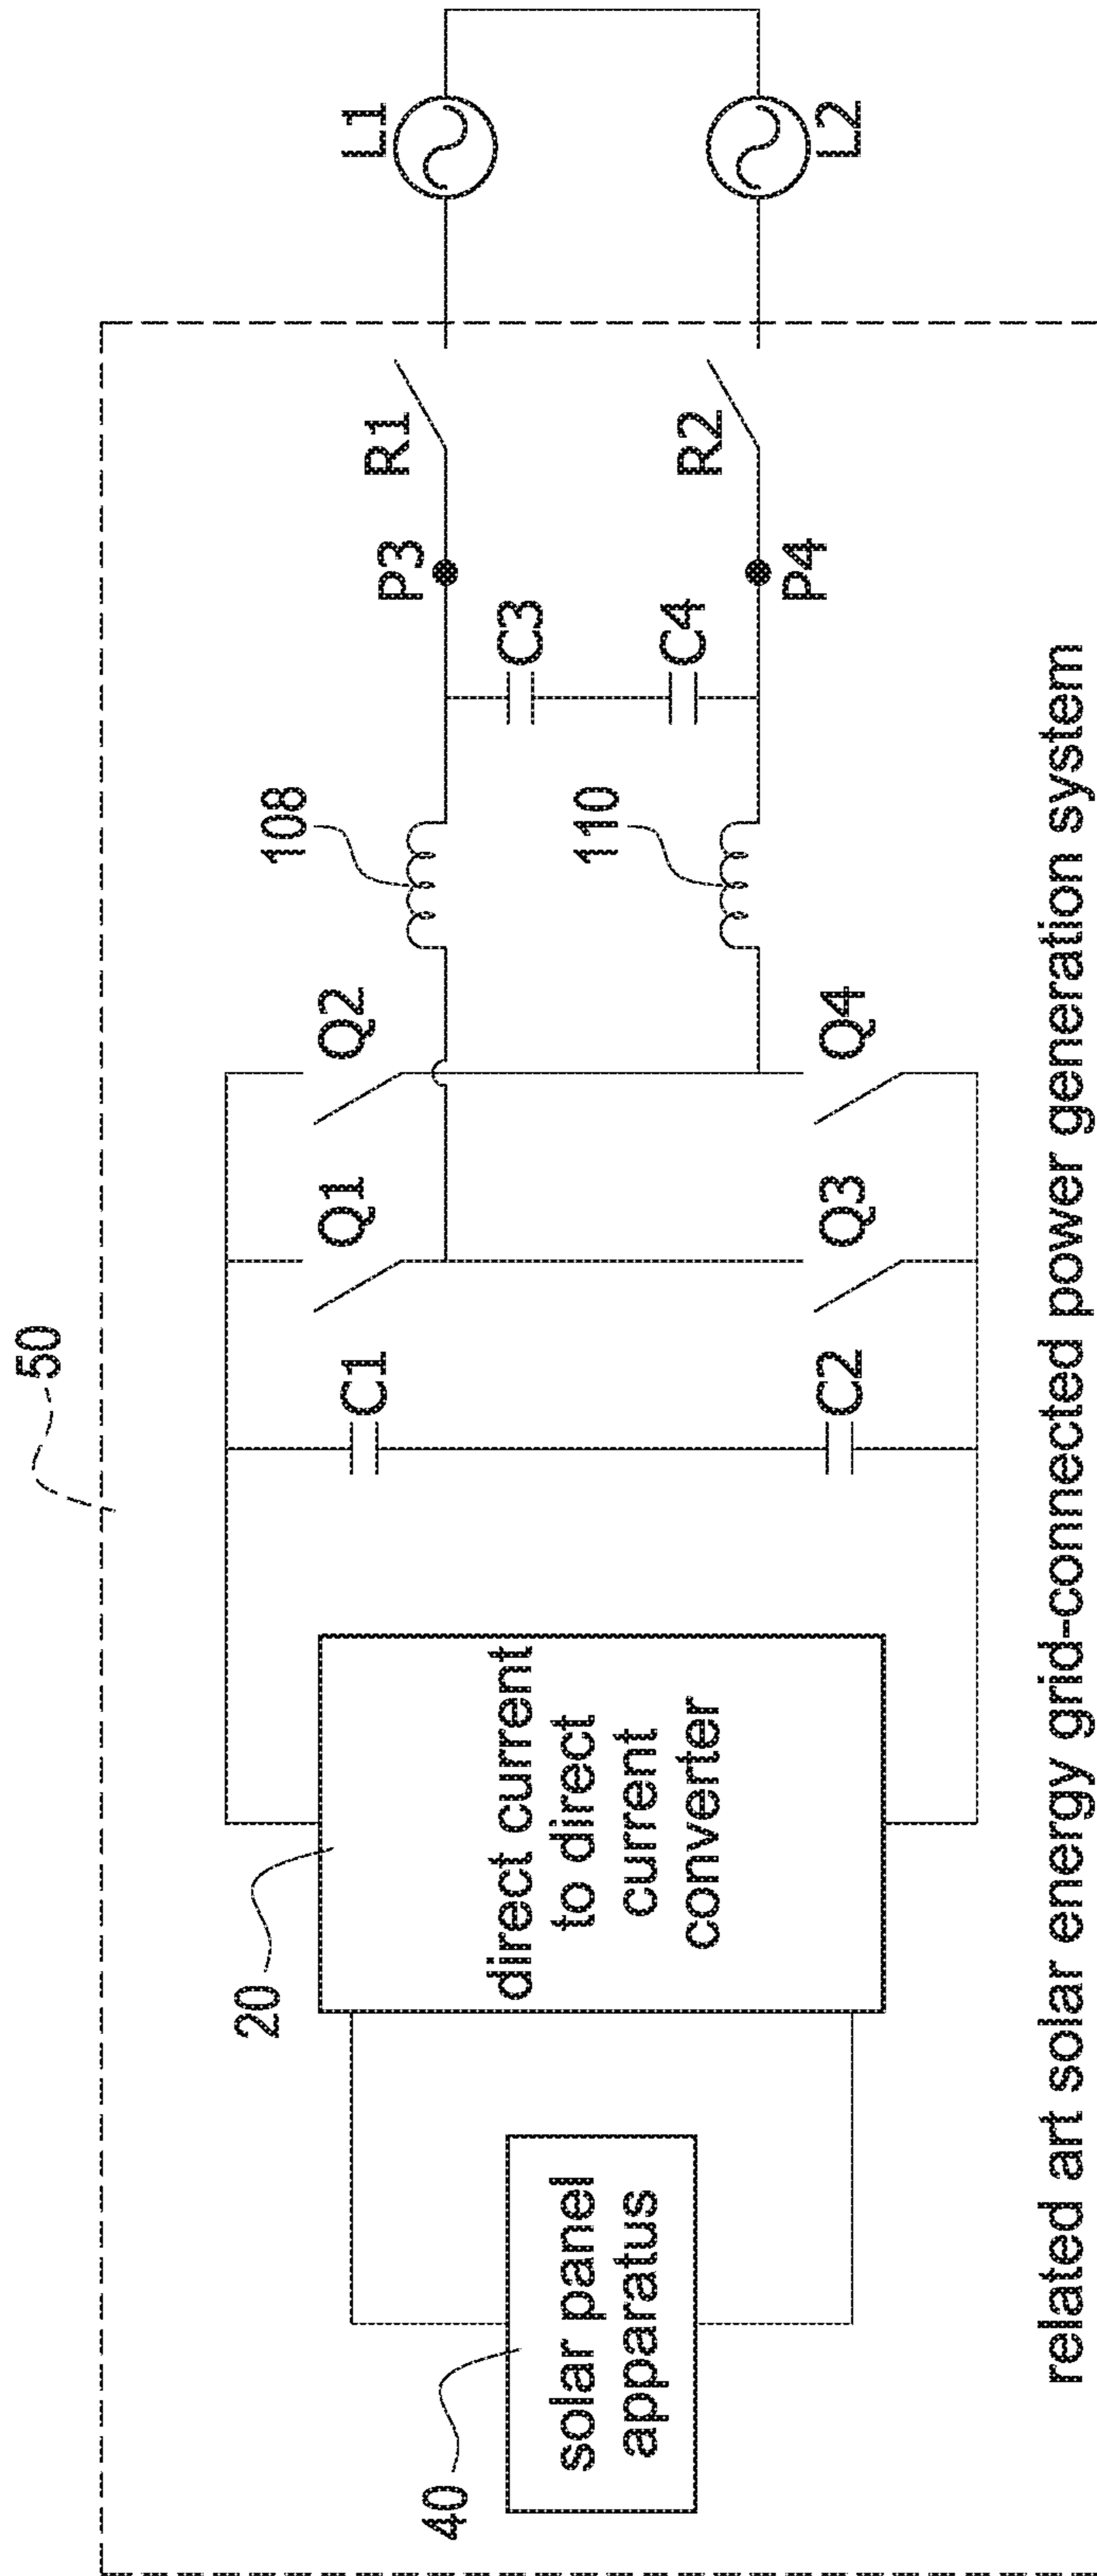 50
40
solar panel
apparatus
20
direct current
to direct
current
converter
C1
C2
Q1
Q3
Q2
Q4
108
110
C3
C4
P3
P4
R1
R2
L1
L2
related art solar energy grid-connected power generation system